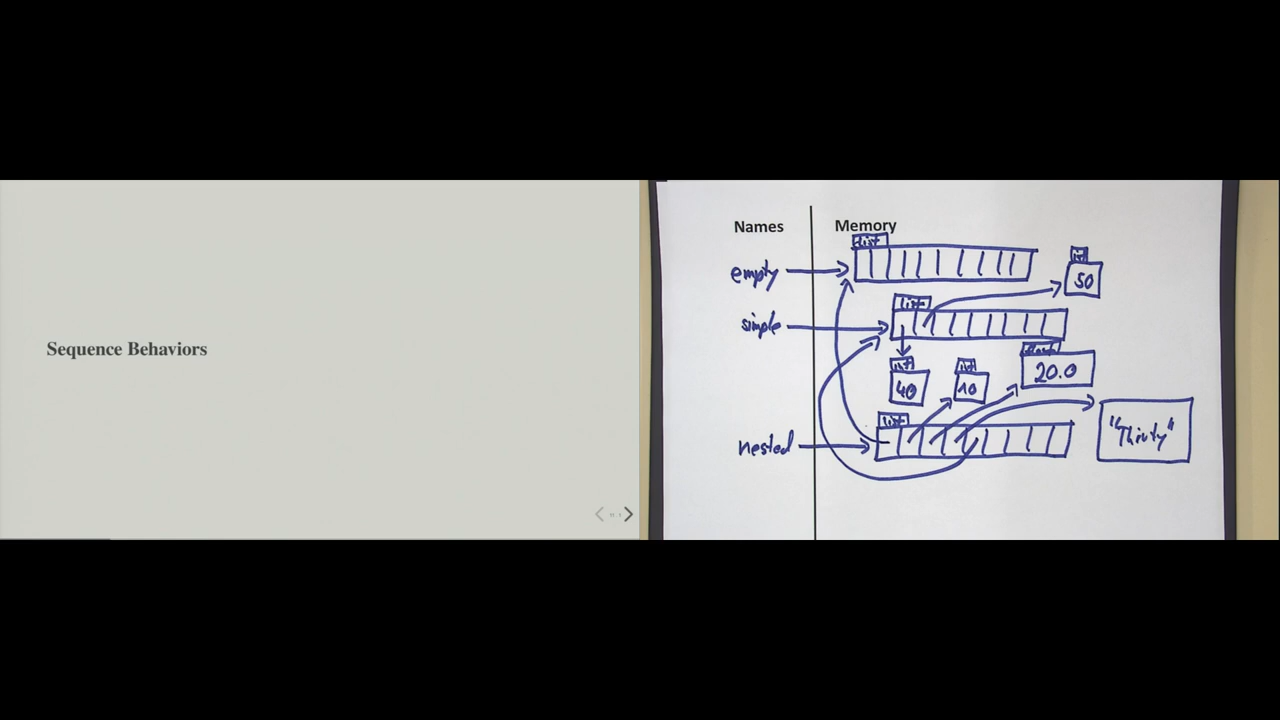 Sequence Behaviors
Names Memory
list
empty
int
50
list
simple
int
40
int
10
float
20.0
list
nested
"Thirty"